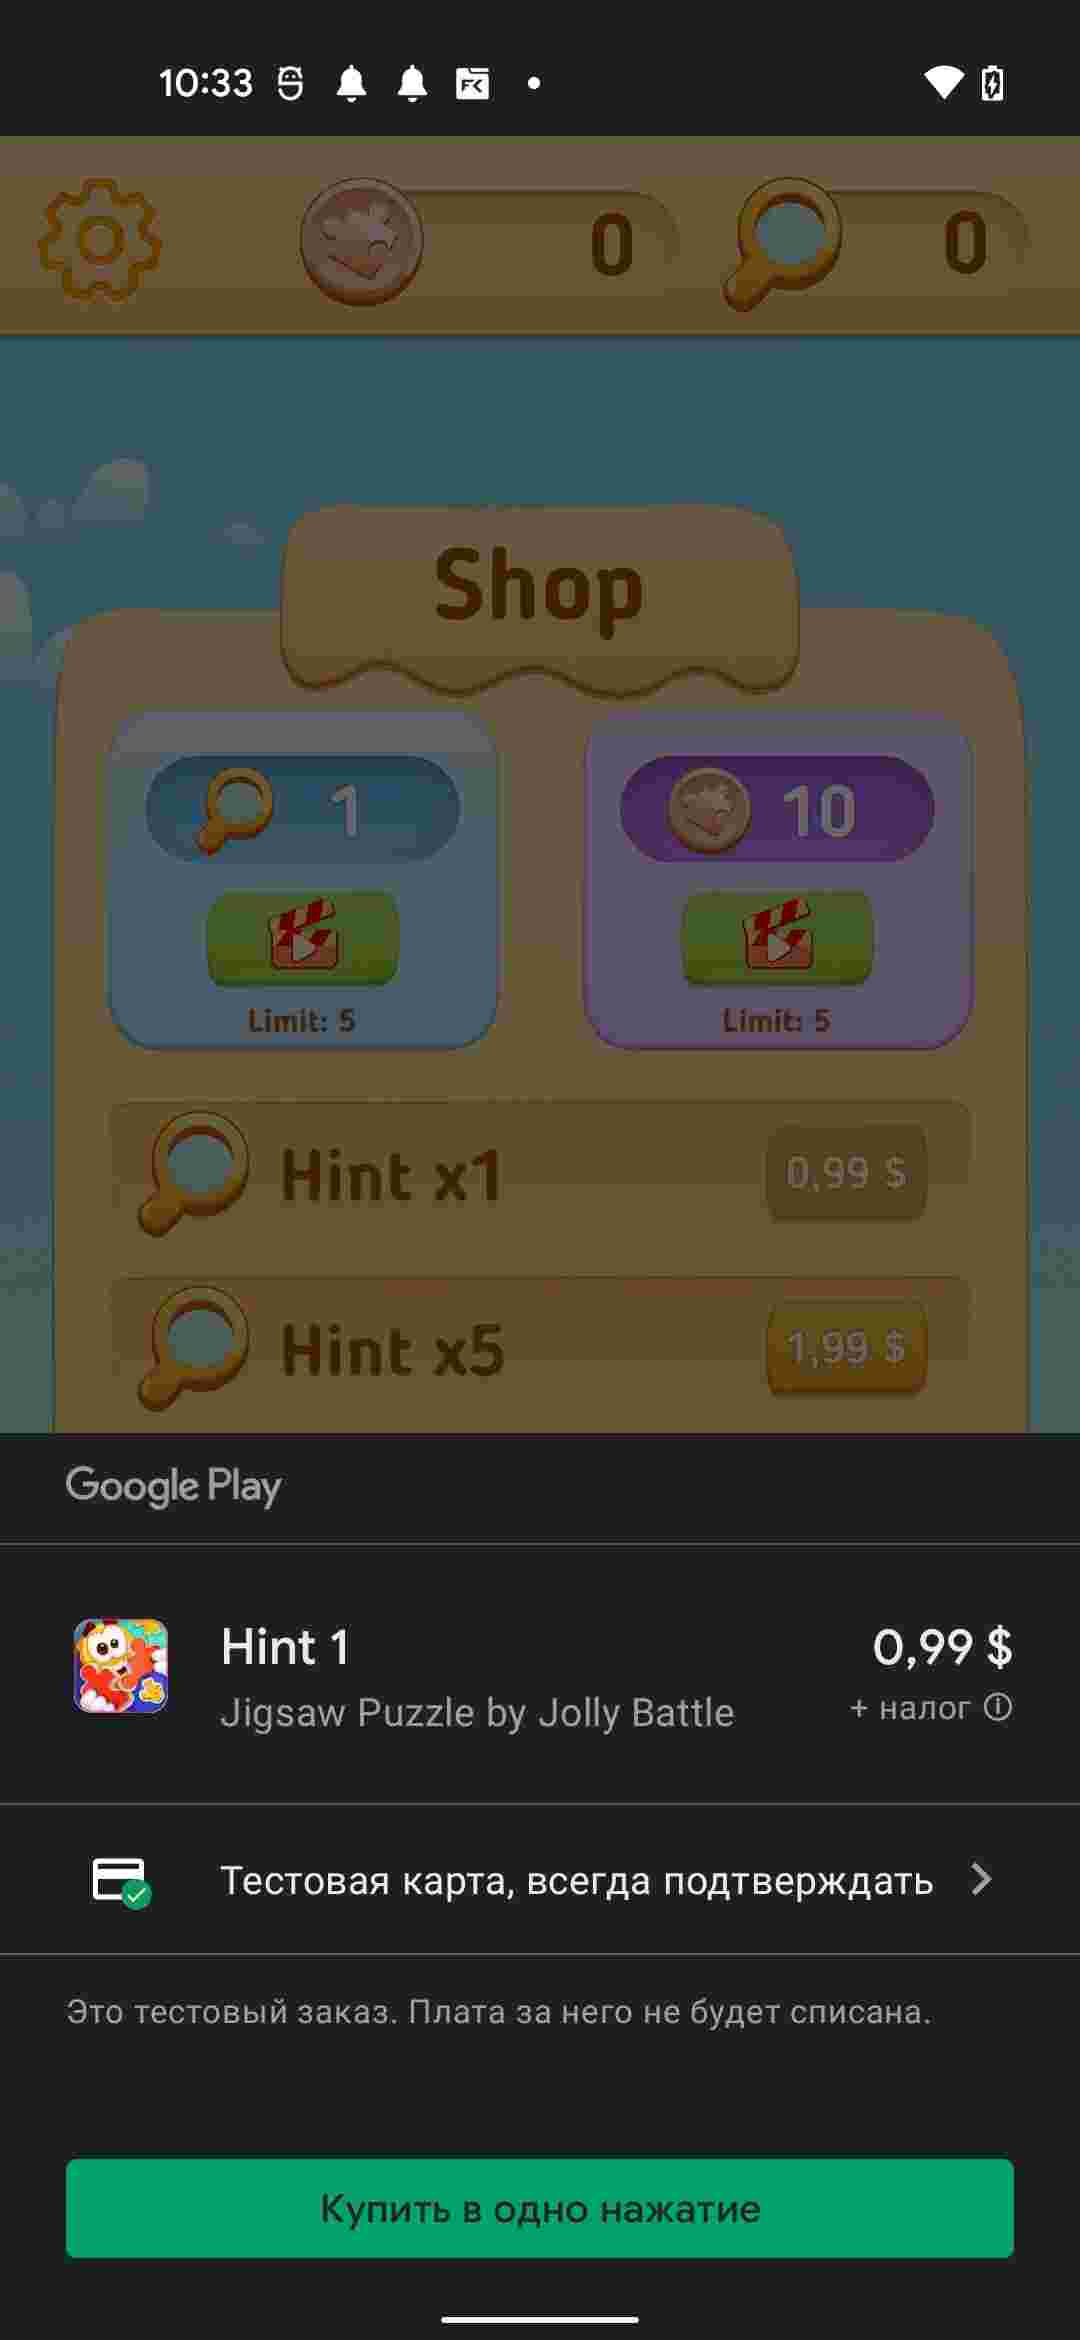 10:33
0
0
Shop
1
10
Limit: 5
Limit: 5
Hint x1
0,99 $
Hint x5
1,99 $
Google Play
Hint 1
0,99 $
Jigsaw Puzzle by Jolly Battle
+ налог
Тестовая карта, всегда подтверждать
Это тестовый заказ. Плата за него не будет списана.
Купить в одно нажатие